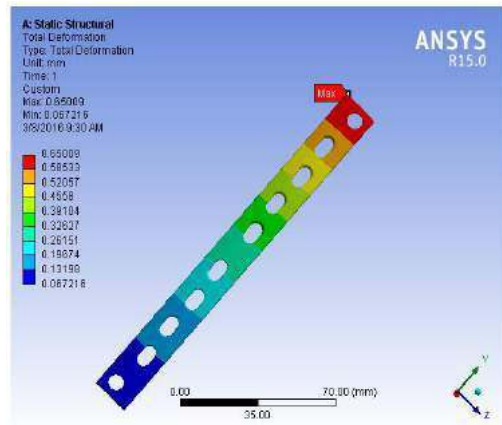 A: Static Structural
Total Deformation
Type: Total Deformation
Unit: mm
Time: 1
Custom
Max: 0.65009
Min: 0.067216
3/8/2016 9:30 AM
0.65009
0.58533
0.52057
0.4558
0.39104
0.32627
0.26151
0.19674
0.13198
0.067216
ANSYS
R15.0
Max
0.00
70.00 (mm)
35.00
Y
Z